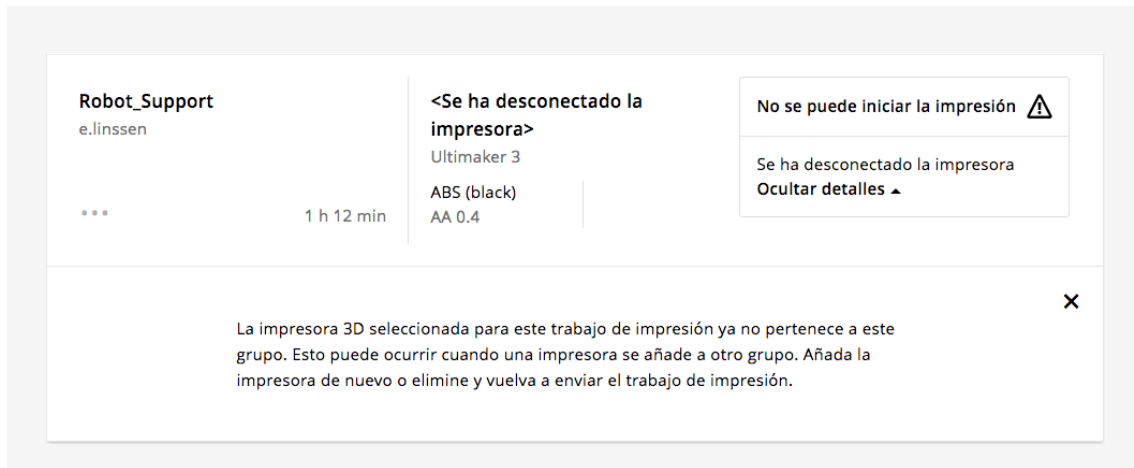 Robot_Support
e.linssen
1 h 12 min
<Se ha desconectado la
impresora>
Ultimaker 3
ABS (black)
AA 0.4
No se puede iniciar la impresión
Se ha desconectado la impresora
Ocultar detalles
La impresora 3D seleccionada para este trabajo de impresión ya no pertenece a este
grupo. Esto puede ocurrir cuando una impresora se añade a otro grupo. Añada la
impresora de nuevo o elimine y vuelva a enviar el trabajo de impresión.